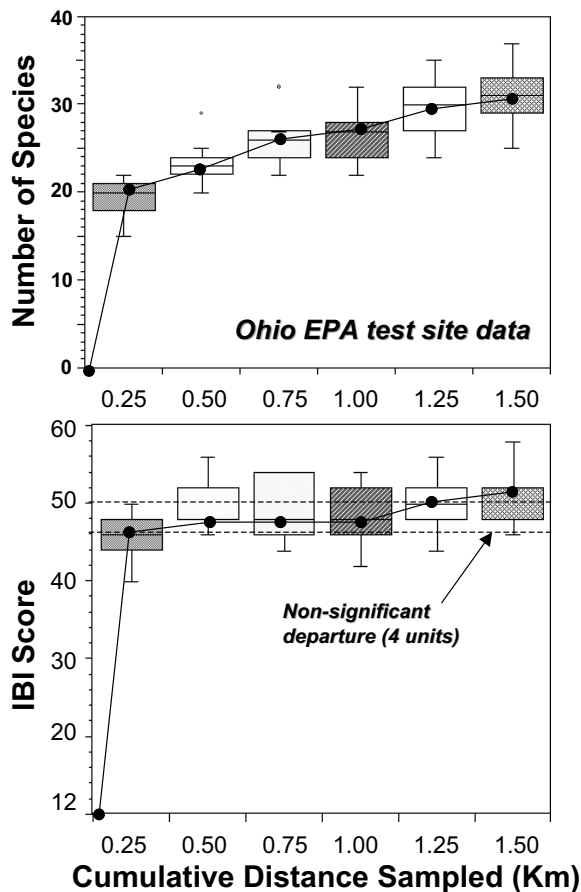 Number of Species
40
30
20
10
0
Ohio EPA test site data
0.25 0.50 0.75 1.00 1.25 1.50
IBI Score
60
50
40
30
20
12
Non-significant
departure (4 units)
0.25 0.50 0.75 1.00 1.25 1.50
Cumulative Distance Sampled (Km)